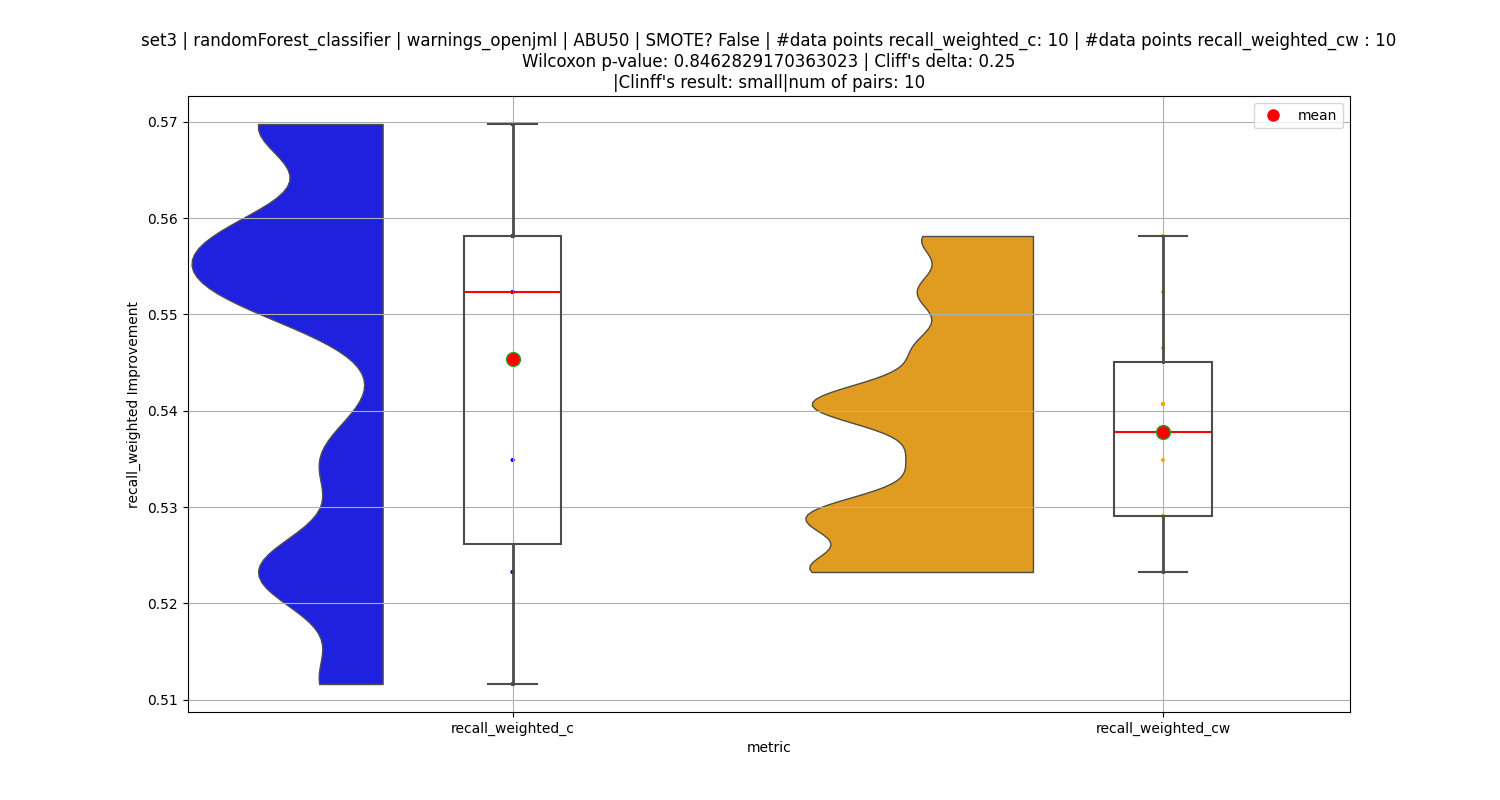 set3 | randomForest_classifier | warnings_openjml | ABU50 | SMOTE? False | #data points recall_weighted_c: 10 | #data points recall_weighted_cw : 10
Wilcoxon p-value: 0.8462829170363023 | Cliff's delta: 0.25
|Clinff's result: small|num of pairs: 10
mean
0.57
0.56
0.55
0.54
0.53
0.52
0.51
recall_weighted Improvement
recall_weighted_c
recall_weighted_cw
metric